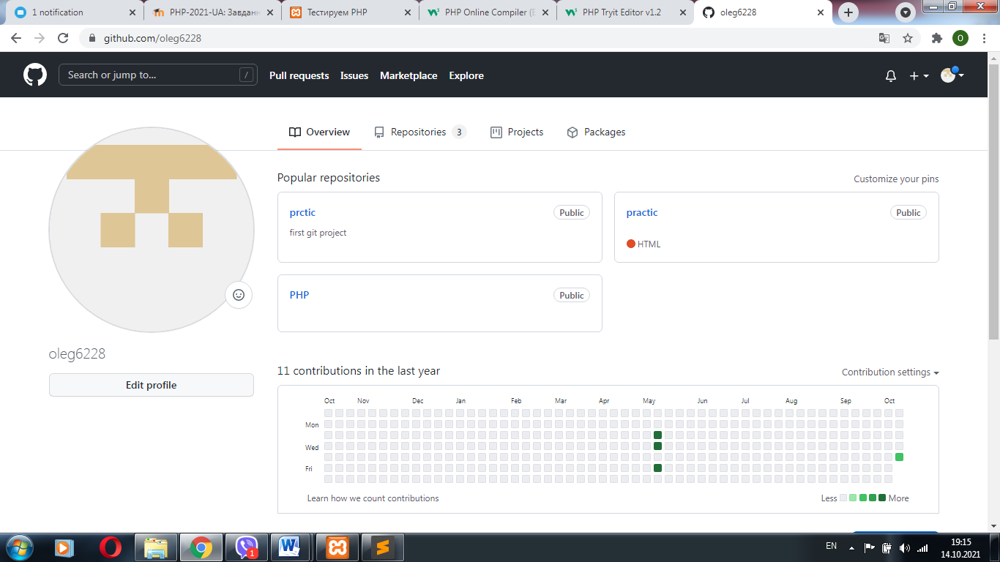 1 notification
PHP-2021-UA: Завдан
Тестируем PHP
PHP Online Compiler (E
PHP Tryit Editor v1.2
oleg6228
github.com/oleg6228
O
Search or jump to... /
Pull requests Issues Marketplace Explore
Overview Repositories 3 Projects Packages
Popular repositories
Customize your pins
prctic Public
first git project
practic Public
HTML
PHP Public
oleg6228
Edit profile
11 contributions in the last year
Contribution settings
Oct Nov Dec Jan Feb Mar Apr May Jun Jul Aug Sep Oct
Mon
Wed
Fri
Learn how we count contributions
Less More
1
EN
19:15
14.10.2021